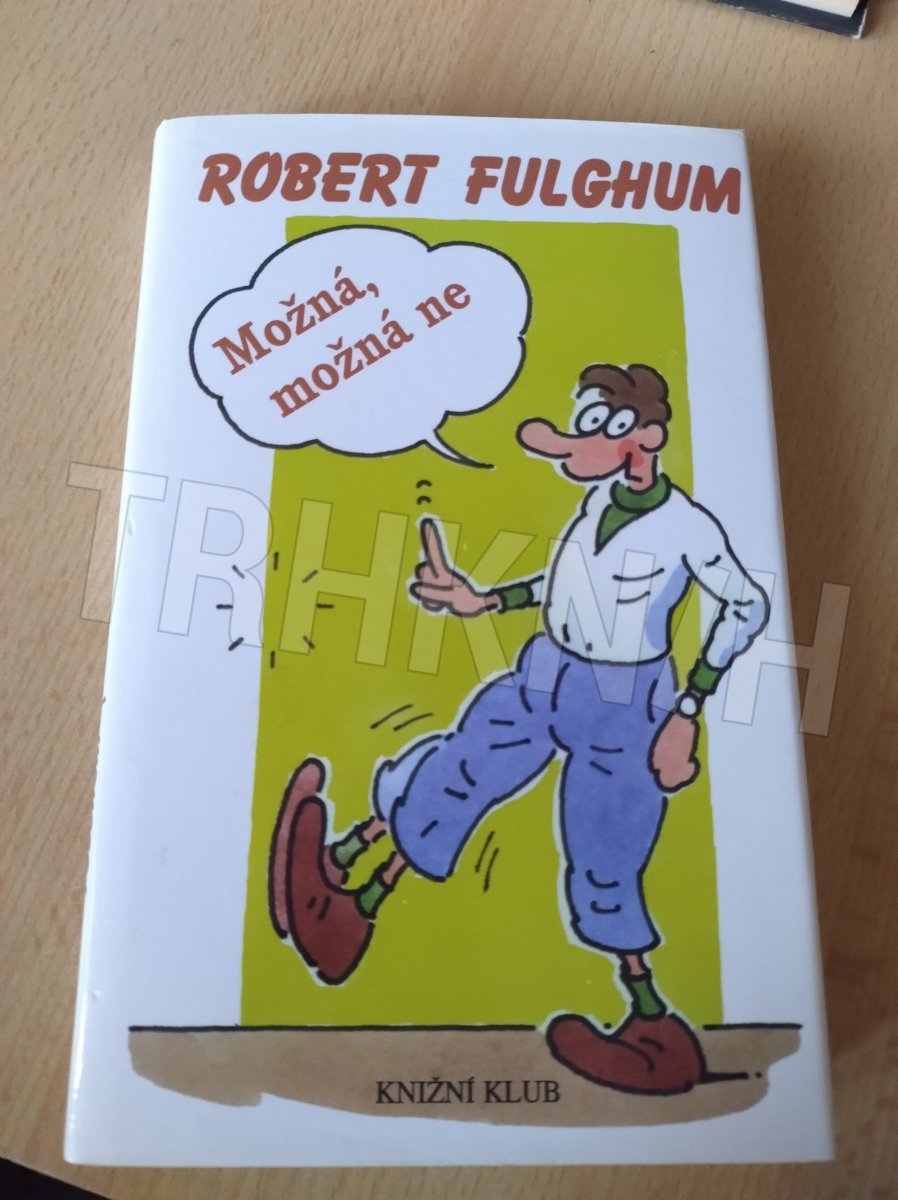 ROBERT FULGHUM
Možná,
možná ne
TRHKNIH
KNIŽNÍ KLUB